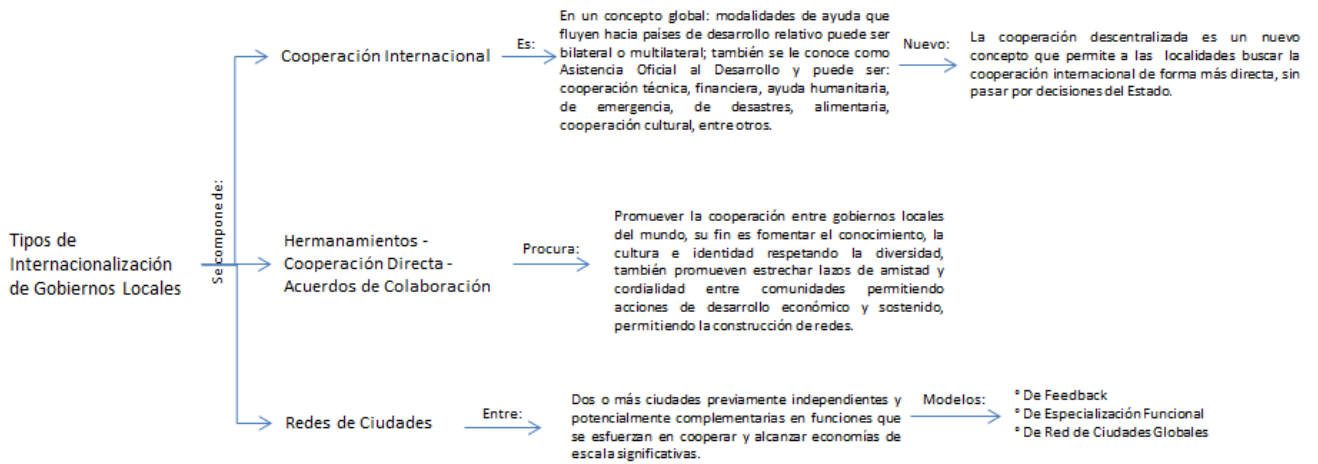 Tipos de
Internacionalización
de Gobiernos Locales
Se compone de:
Cooperación Internacional
Es:
En un concepto global: modalidades de ayuda que
fluyen hacia países de desarrollo relativo puede ser
bilateral o multilateral; también se le conoce como
Asistencia Oficial al Desarrollo y puede ser:
cooperación técnica, financiera, ayuda humanitaria,
de emergencia, de desastres, alimentaria,
cooperación cultural, entre otros.
Nuevo:
La cooperación descentralizada es un nuevo
concepto que permite a las localidades buscar la
cooperación internacional de forma más directa, sin
pasar por decisiones del Estado.
Hermanamientos -
Cooperación Directa -
Acuerdos de Colaboración
Procura:
Promuever la cooperación entre gobiernos locales
del mundo, su fin es fomentar el conocimiento, la
cultura e identidad respetando la diversidad,
también promueven estrechar lazos de amistad y
cordialidad entre comunidades permitiendo
acciones de desarrollo económico y sostenido,
permitiendo la construcción de redes.
Redes de Ciudades
Entre:
Dos o más ciudades previamente independientes y
potencialmente complementarias en funciones que
se esfuerzan en cooperar y alcanzar economías de
escala significativas.
Modelos:
° De Feedback
° De Especialización Funcional
° De Red de Ciudades Globales